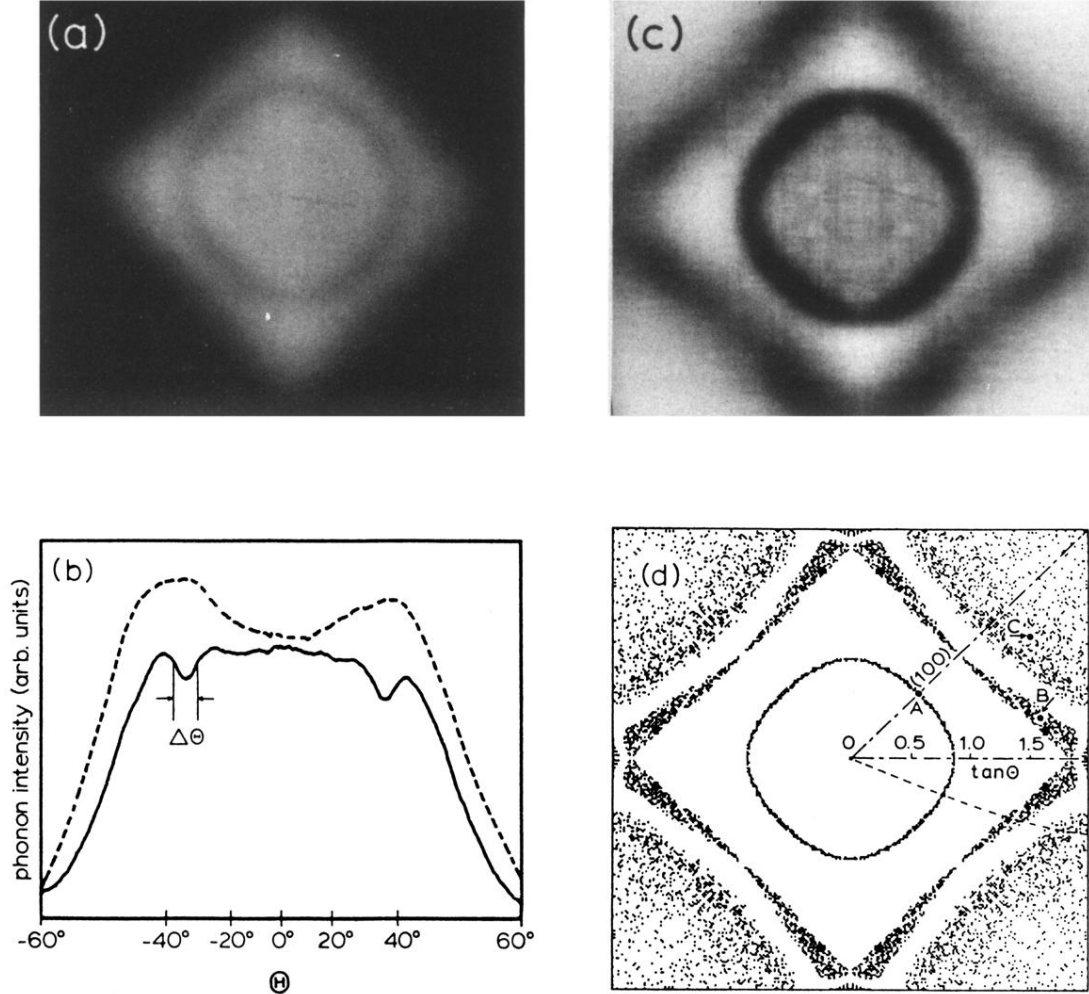 (a)
(c)
(b)
phonon intensity (arb. units)
ΔΘ
-60° -40° -20° 0° 20° 40° 60°
Θ
(d)
C
(100)
B
A
O 0.5 1.0 1.5
tanΘ